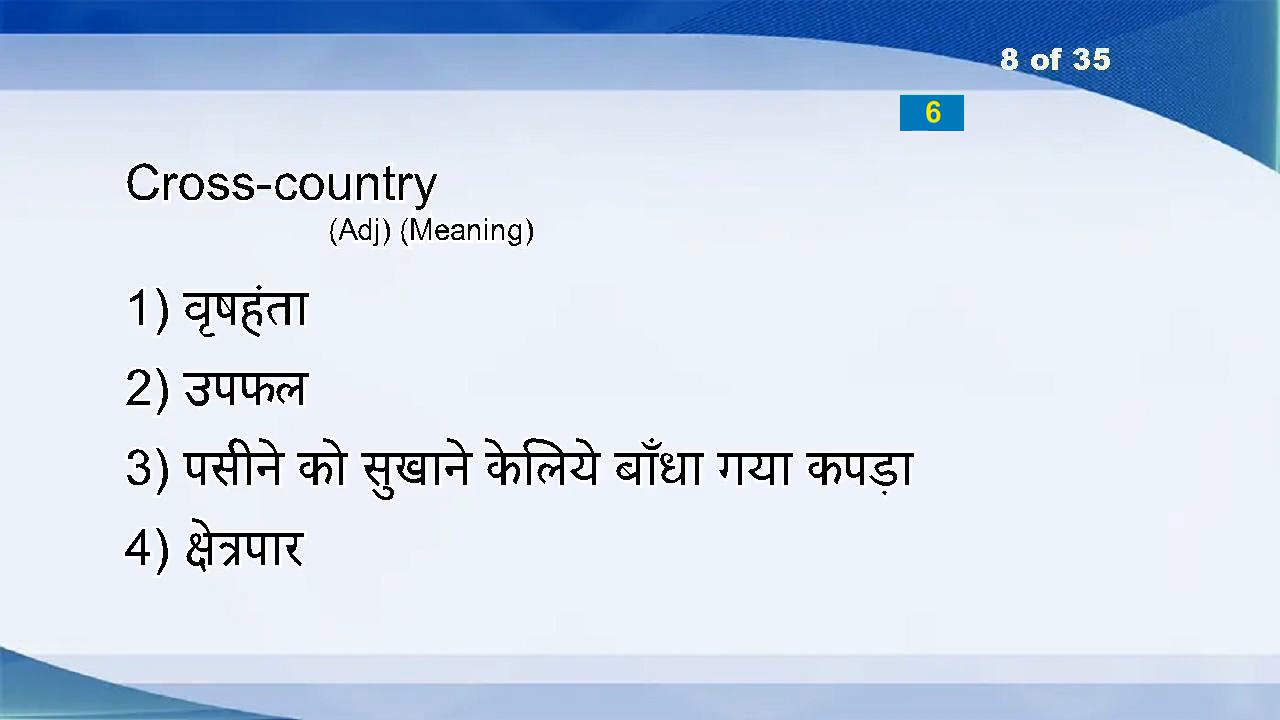 8 of 35
6
Cross-country
(Adj) (Meaning)
1) वृषहंता
2) उपफल
3) पसीने को सुखाने केलिये बाँधा गया कपड़ा
4) क्षेत्रपार